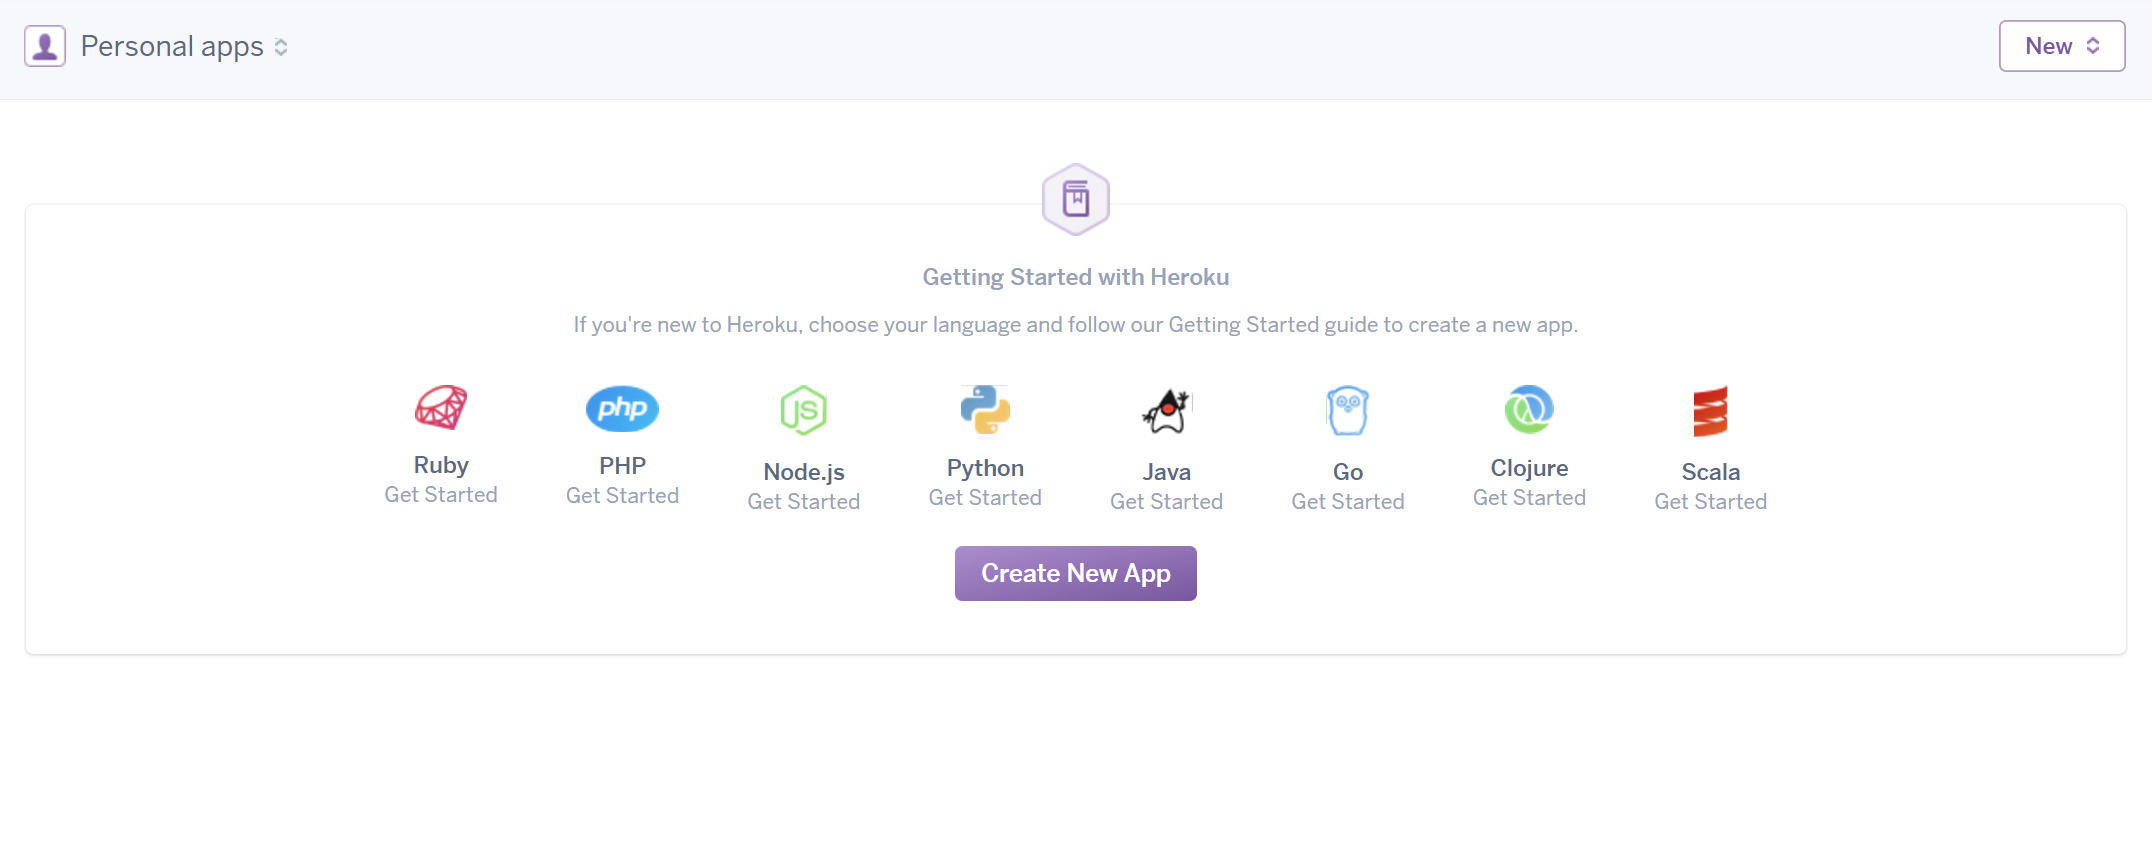 Personal apps
New
Getting Started with Heroku
If you're new to Heroku, choose your language and follow our Getting Started guide to create a new app.
php
JS
Ruby
Get Started
PHP
Get Started
Node.js
Get Started
Python
Get Started
Java
Get Started
Go
Get Started
Clojure
Get Started
Scala
Get Started
Create New App